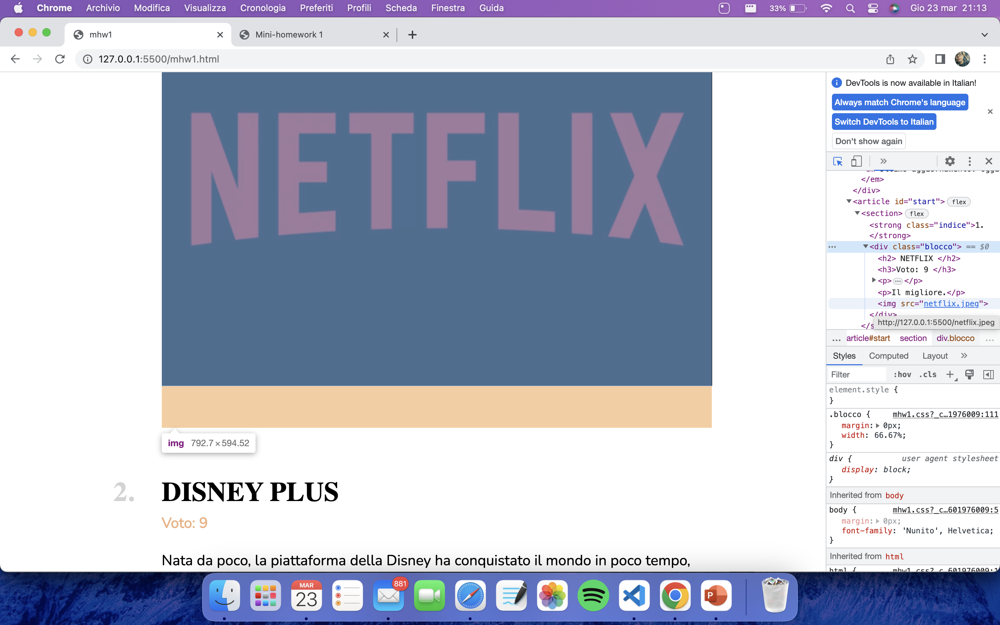 Chrome Archivio Modifica Visualizza Cronologia Preferiti Profili Scheda Finestra Guida 33% Gio 23 mar 21:13
mhw1 Mini-homework 1
127.0.0.1:5500/mhw1.html
NETFLIX
img 792.7 × 594.52
2. DISNEY PLUS
Voto: 9
Nata da poco, la piattaforma della Disney ha conquistato il mondo in poco tempo,
DevTools is now available in Italian!
Always match Chrome's language
Switch DevTools to Italian
Don't show again
</em>
</div>
<article id="start"> flex
<section> flex
<strong class="indice">1.
</strong>
<div class="blocco"> == $0
<h2> NETFLIX </h2>
<h3>Voto: 9 </h3>
<p> … </p>
<p>Il migliore.</p>
<img src="netflix.jpeg">
</div>
http://127.0.0.1:5500/netflix.jpeg
</s
... article#start section div.blocco ...
Styles Computed Layout
Filter :hov .cls
element.style {
}
.blocco { mhw1.css?_c…1976009:111
margin: 0px;
width: 66.67%;
}
div { user agent stylesheet
display: block;
}
Inherited from body
body { mhw1.css?_c…601976009:5
margin: 0px;
font-family: 'Nunito', Helvetica;
}
Inherited from html
html { mhw1.css?_c…601976009:1
MAR
23
881
P